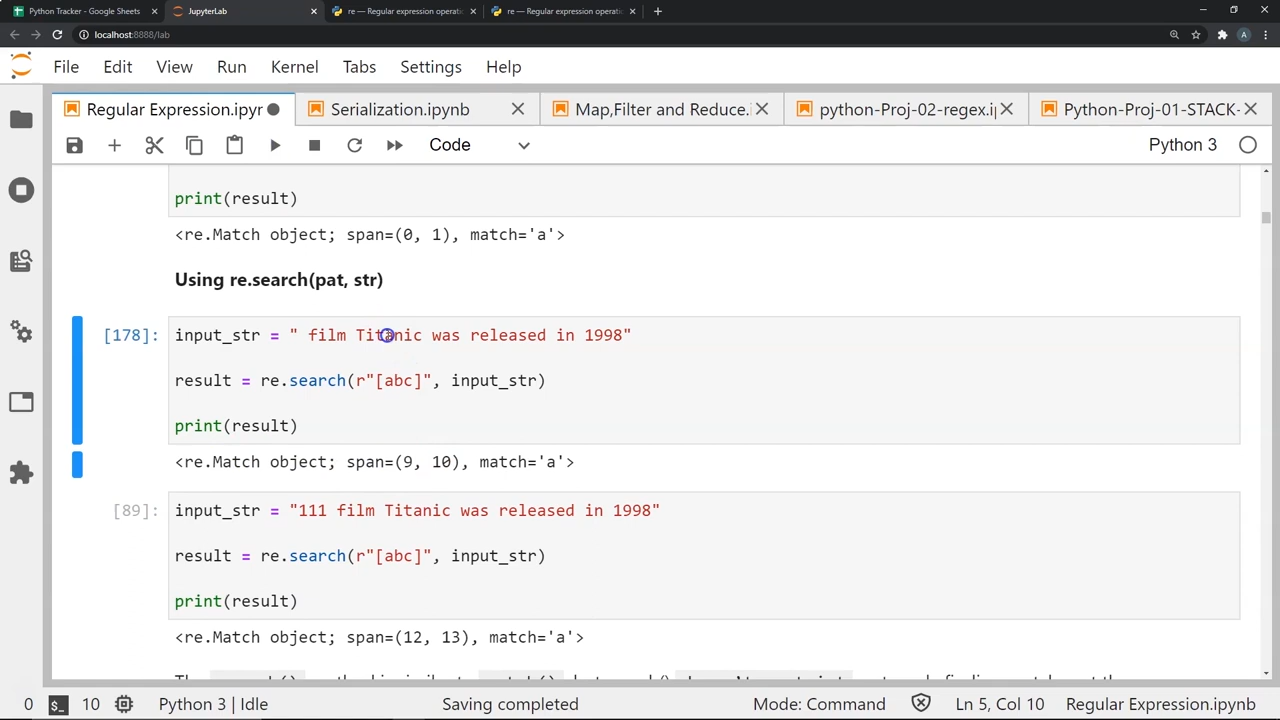 Python Tracker - Google Sheets
JupyterLab
re — Regular expression operatio
re — Regular expression operatio
localhost:8888/lab
A
File Edit View Run Kernel Tabs Settings Help
Regular Expression.ipyr
Serialization.ipynb
Map,Filter and Reduce.i
python-Proj-02-regex.ip
Python-Proj-01-STACK-
Code
Python 3
print(result)
<re.Match object; span=(0, 1), match='a'>
Using re.search(pat, str)
[178]:
input_str = " film Titanic was released in 1998"
result = re.search(r"[abc]", input_str)
print(result)
<re.Match object; span=(9, 10), match='a'>
[89]:
input_str = "111 film Titanic was released in 1998"
result = re.search(r"[abc]", input_str)
print(result)
<re.Match object; span=(12, 13), match='a'>
0
$_
10
Python 3 | Idle
Saving completed
Mode: Command
Ln 5, Col 10
Regular Expression.ipynb